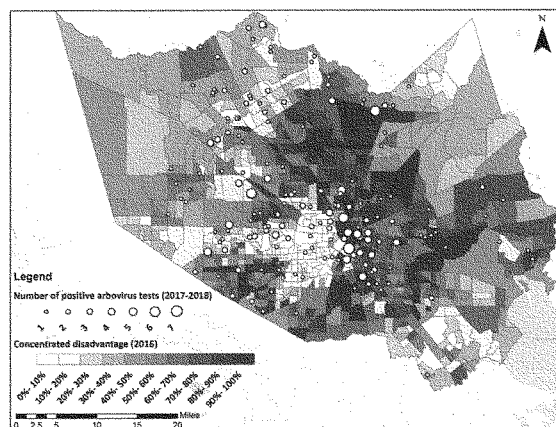 N
Legend
Number of positive arbovirus tests (2017-2018)
1 2 3 4 5 6 7
Concentrated disadvantage (2016)
0%- 10% 10%- 20% 20%- 30% 30%- 40% 40%- 50% 50%- 60% 60%- 70% 70%- 80% 80%- 90% 90%- 100%
0 2.5 5 10 15 20 Miles